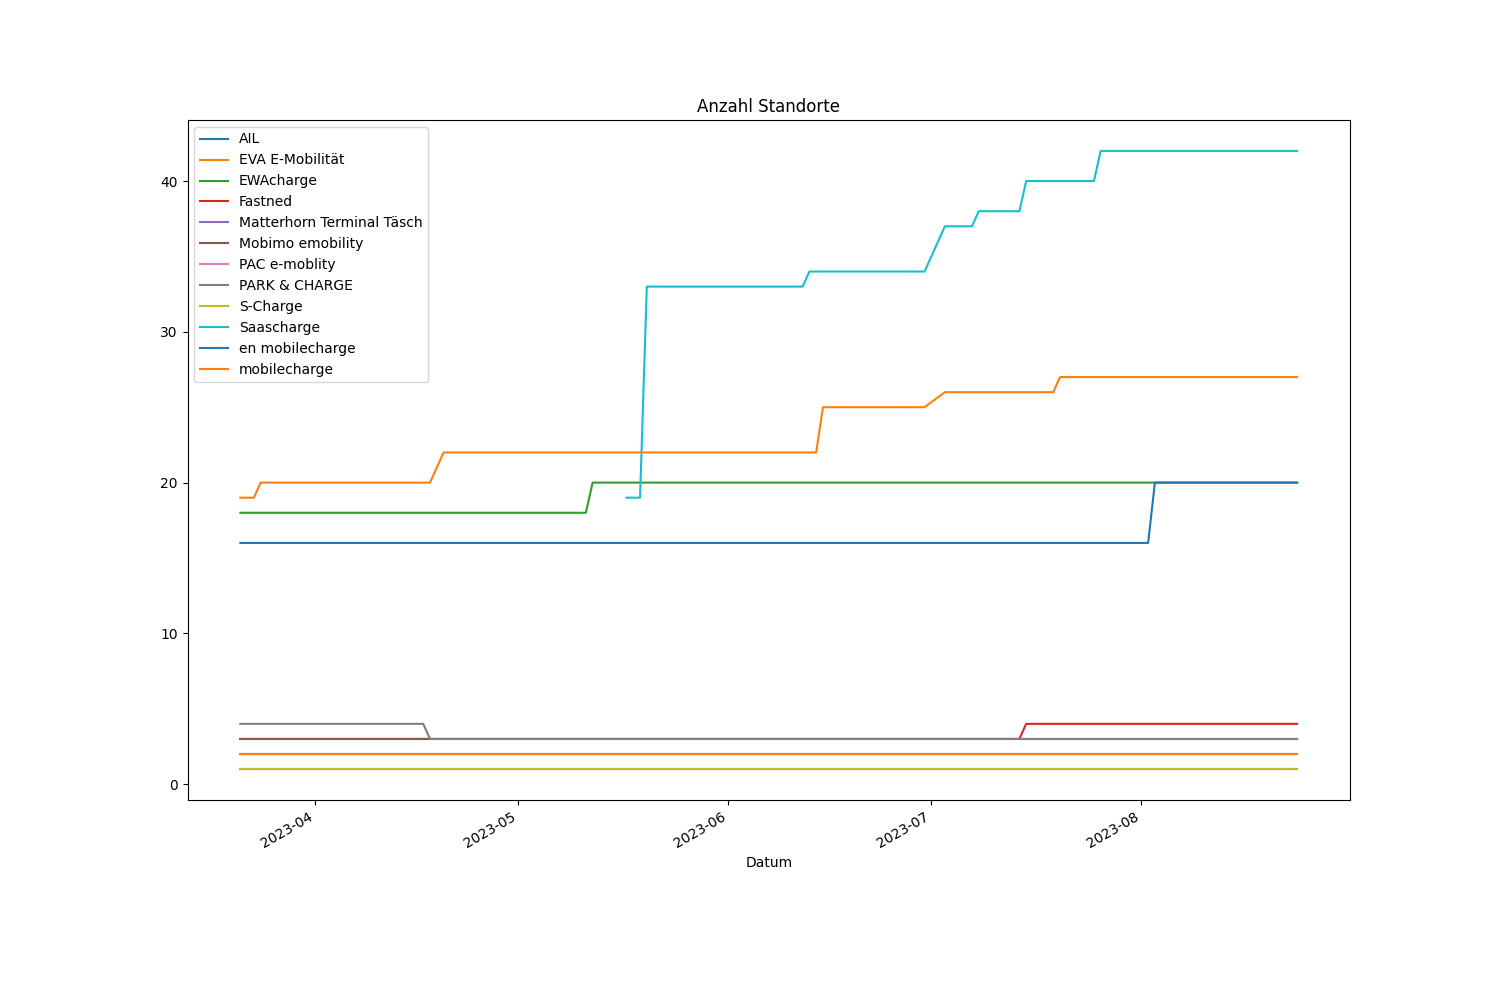 Anzahl Standorte
AIL
EVA E-Mobilität
EWAcharge
Fastned
Matterhorn Terminal Täsch
Mobimo emobility
PAC e-moblity
PARK & CHARGE
S-Charge
Saascharge
en mobilecharge
mobilecharge
40
30
20
10
0
2023-04
2023-05
2023-06
2023-07
2023-08
Datum